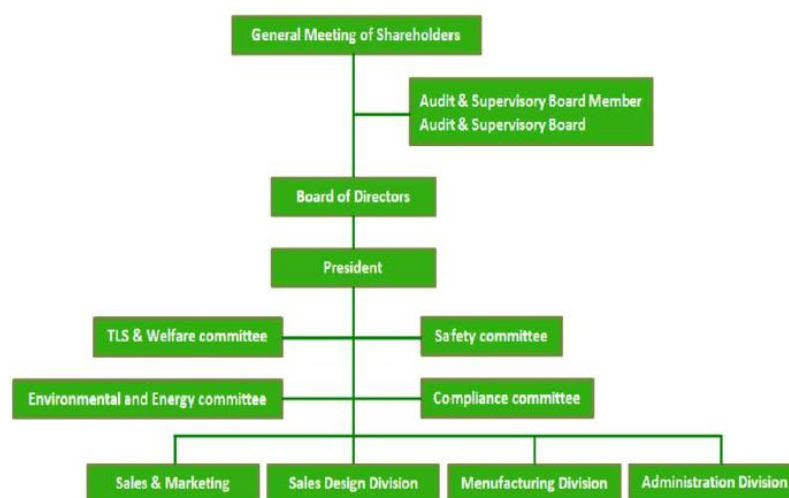 General Meeting of Shareholders
Audit & Supervisory Board Member
Audit & Supervisory Board
Board of Directors
President
TLS & Welfare committee
Safety committee
Environmental and Energy committee
Compliance committee
Sales & Marketing
Sales Design Division
Menufacturing Division
Administration Division